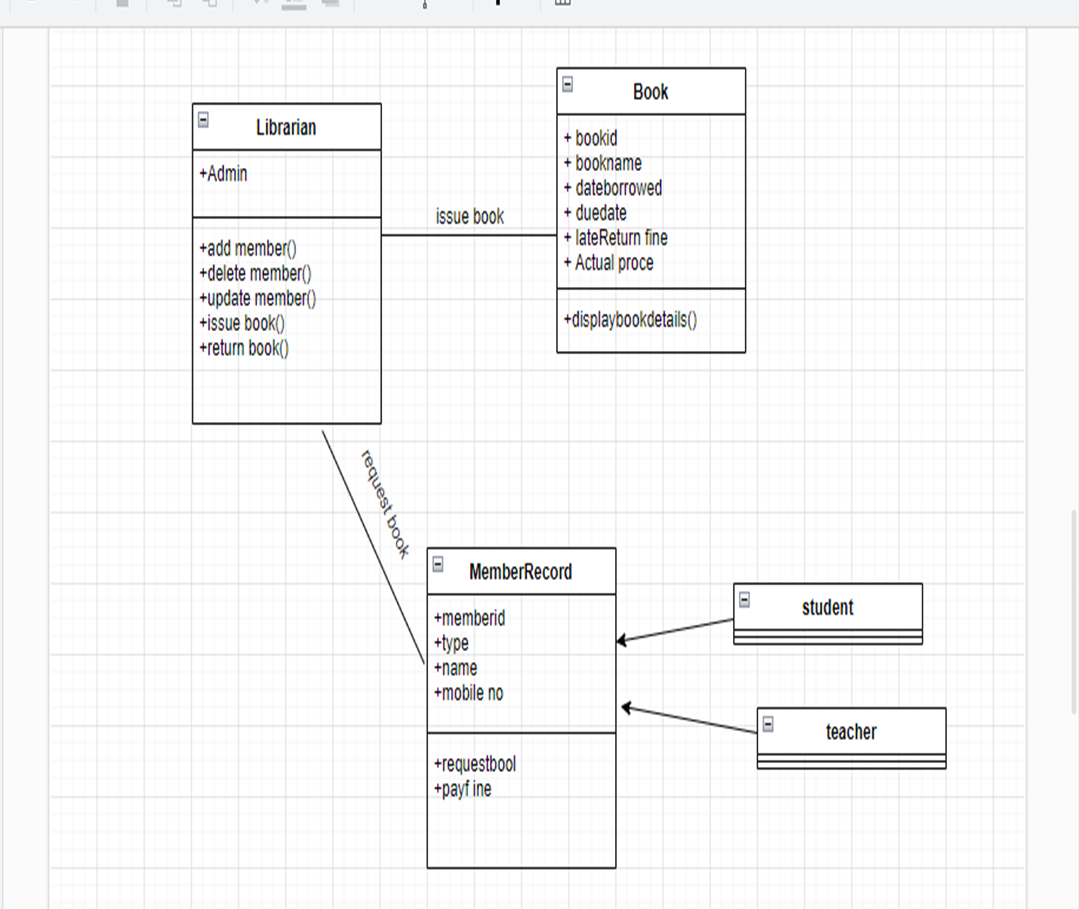 Librarian
+Admin
+add member()
+delete member()
+update member()
+issue book()
+return book()
issue book
Book
+ bookid
+ bookname
+ dateborrowed
+ duedate
+ lateReturn fine
+ Actual proce
+displaybookdetails()
request book
MemberRecord
+memberid
+type
+name
+mobile no
+requestbool
+payf ine
student
teacher